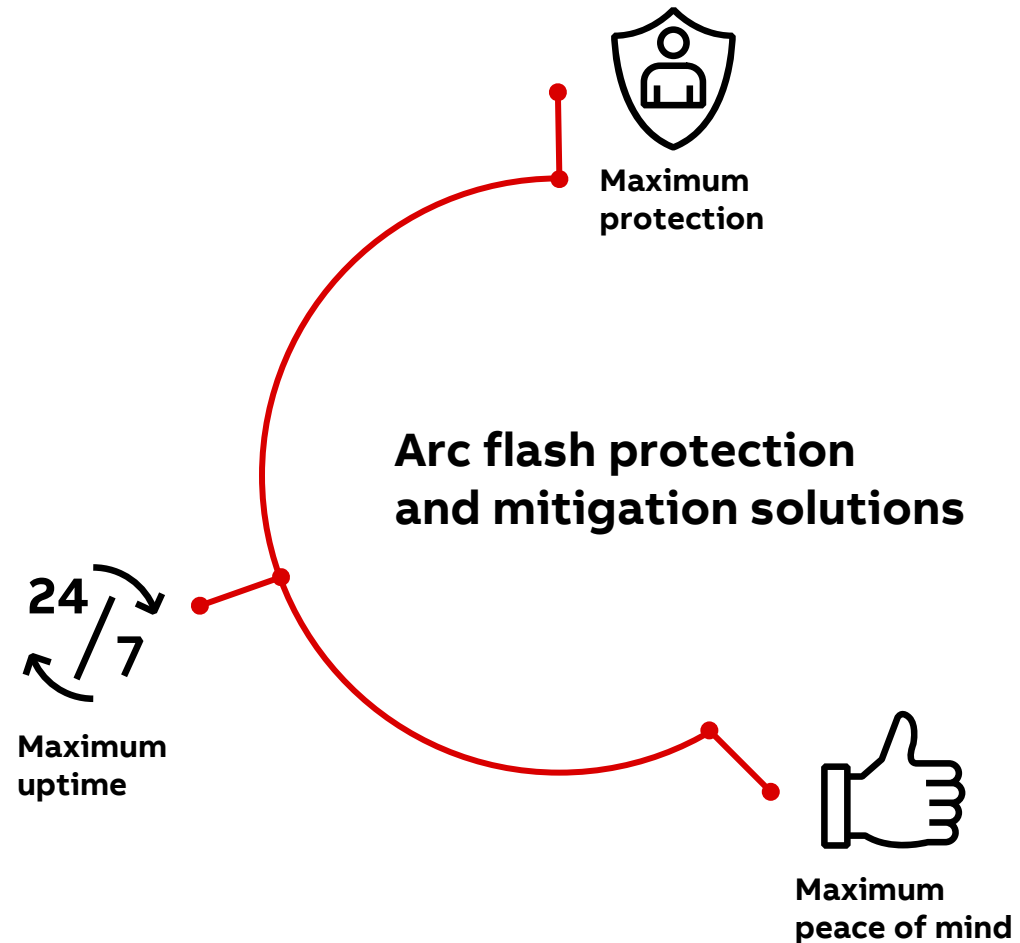 Maximum
protection
Arc flash protection
and mitigation solutions
24
7
Maximum
uptime
Maximum
peace of mind